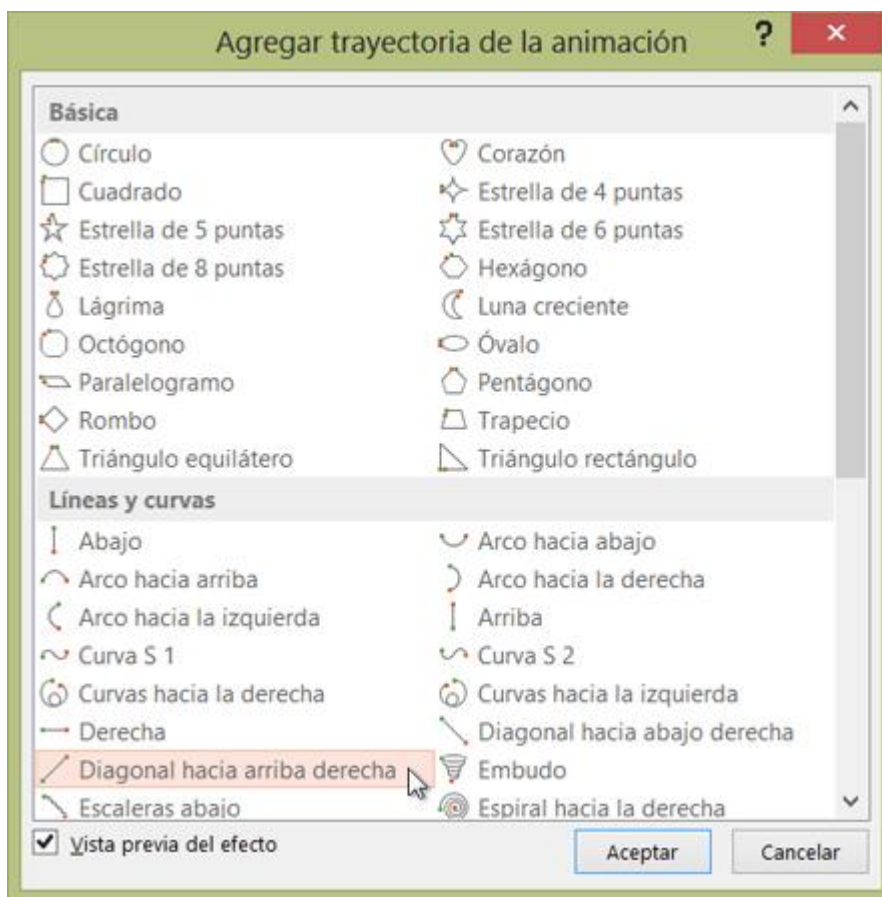 Agregar trayectoria de la animación ?
Básica
Círculo Corazón
Cuadrado Estrella de 4 puntas
Estrella de 5 puntas Estrella de 6 puntas
Estrella de 8 puntas Hexágono
Lágrima Luna creciente
Octógono Óvalo
Paralelogramo Pentágono
Rombo Trapecio
Triángulo equilátero Triángulo rectángulo
Líneas y curvas
Abajo Arco hacia abajo
Arco hacia arriba Arco hacia la derecha
Arco hacia la izquierda Arriba
Curva S 1 Curva S 2
Curvas hacia la derecha Curvas hacia la izquierda
Derecha Diagonal hacia abajo derecha
Diagonal hacia arriba derecha Embudo
Escaleras abajo Espiral hacia la derecha
Vista previa del efecto Aceptar Cancelar